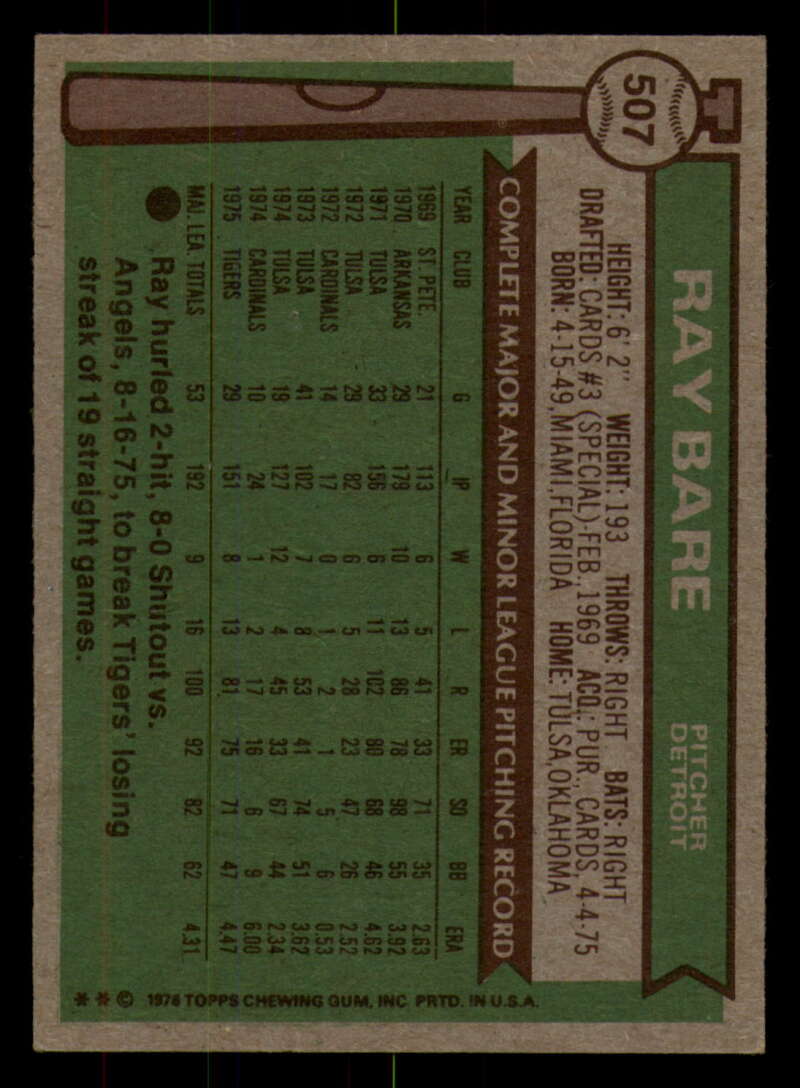 507
RAY BARE
PITCHER
DETROIT
HEIGHT: 6' 2" WEIGHT: 193 THROWS: RIGHT BATS: RIGHT
DRAFTED: CARDS #3 (SPECIAL)-FEB., 1969 ACQ.: PUR., CARDS, 4-4-75
BORN: 4-15-49, MIAMI, FLORIDA HOME: TULSA, OKLAHOMA
COMPLETE MAJOR AND MINOR LEAGUE PITCHING RECORD
YEAR CLUB G IP W L R ER SO BB ERA
1969 ST. PETE. 21 113 6 5 41 33 71 35 2.63
1970 ARKANSAS 29 179 10 13 86 78 98 55 3.92
1971 TULSA 33 156 6 11 102 80 68 46 4.62
1972 TULSA 29 82 6 5 28 23 47 26 2.52
1972 CARDINALS 14 17 0 1 2 1 5 6 0.53
1973 TULSA 41 102 7 8 53 41 74 51 3.62
1974 TULSA 19 127 12 4 45 33 67 44 2.34
1974 CARDINALS 10 24 1 2 17 16 6 9 6.00
1975 TIGERS 29 151 8 13 81 75 71 47 4.47
MAJ. LEA. TOTALS 53 192 9 16 100 92 82 62 4.31
Ray hurled 2-hit, 8-0 Shutout vs.
Angels, 8-16-75, to break Tigers' losing
streak of 19 straight games.
* * © 1976 TOPPS CHEWING GUM, INC. PRTD. IN U.S.A.